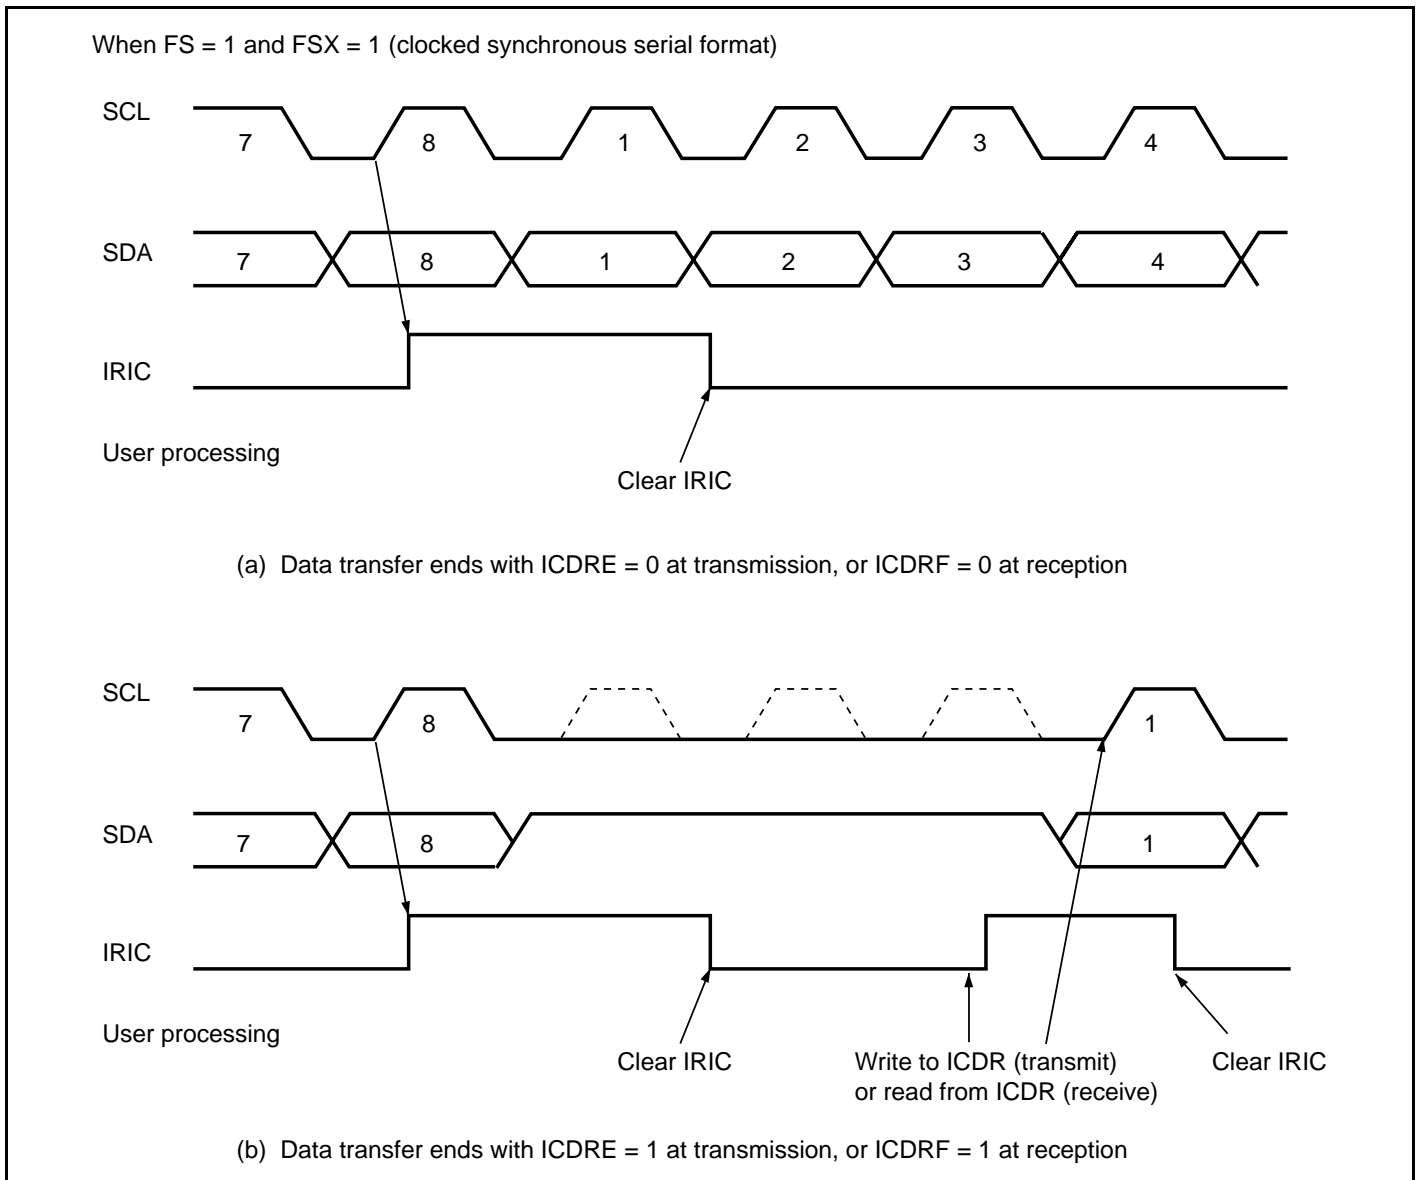 When FS = 1 and FSX = 1 (clocked synchronous serial format)
SCL
7 8 1 2 3 4
SDA
7 8 1 2 3 4
IRIC
User processing
Clear IRIC
(a) Data transfer ends with ICDRE = 0 at transmission, or ICDRF = 0 at reception
SCL
7 8 1
SDA
7 8 1
IRIC
User processing
Clear IRIC
Write to ICDR (transmit)
or read from ICDR (receive)
Clear IRIC
(b) Data transfer ends with ICDRE = 1 at transmission, or ICDRF = 1 at reception